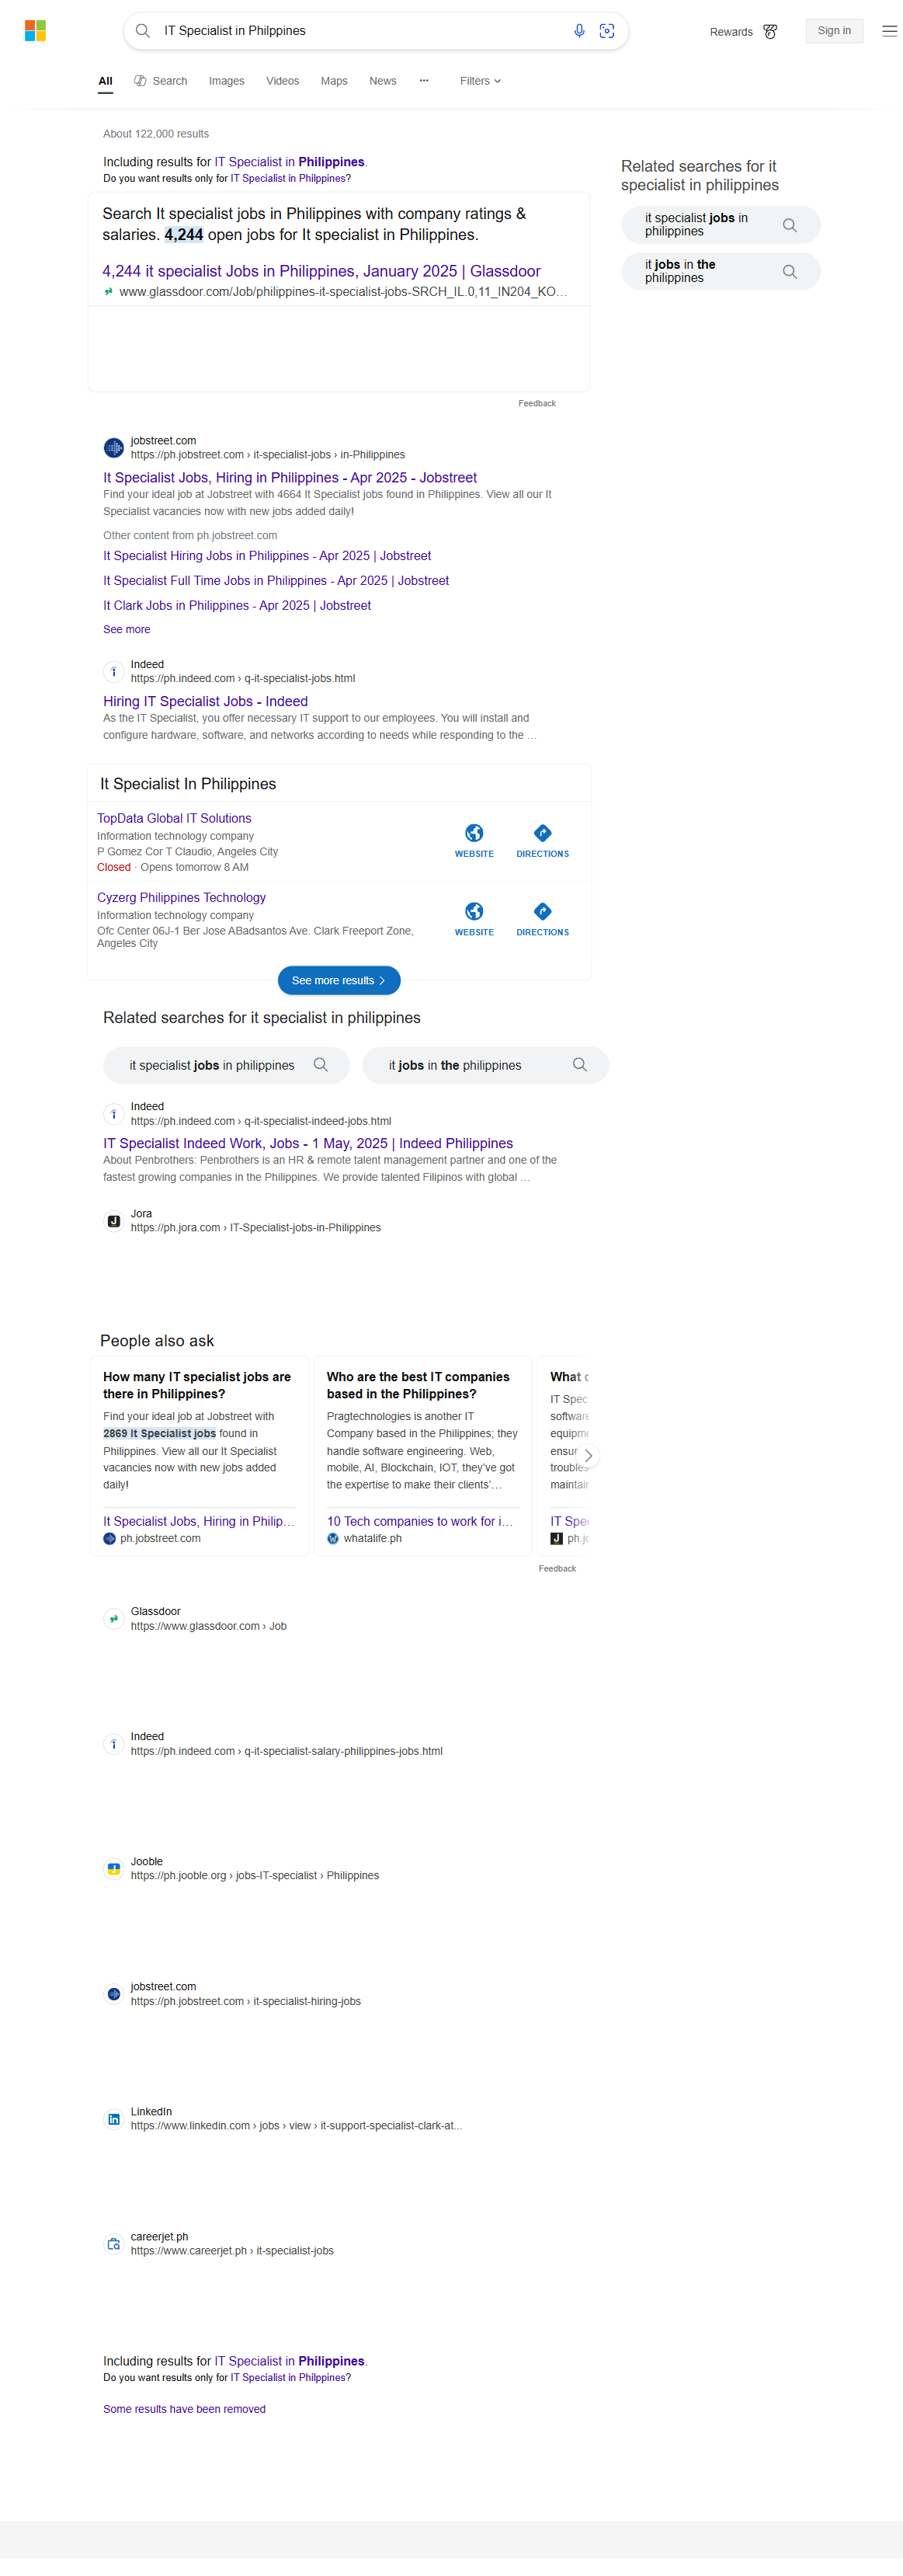 IT Specialist in Philppines
Rewards
Sign in
All
Search
Images
Videos
Maps
News
Filters
About 122,000 results
Including results for IT Specialist in Philippines.
Do you want results only for IT Specialist in Philppines?
Search It specialist jobs in Philippines with company ratings &
salaries. 4,244 open jobs for It specialist in Philippines.
4,244 it specialist Jobs in Philippines, January 2025 | Glassdoor
www.glassdoor.com/Job/philippines-it-specialist-jobs-SRCH_IL.0,11_IN204_KO…
Feedback
Related searches for it
specialist in philippines
it specialist jobs in
philippines
it jobs in the
philippines
jobstreet.com
https://ph.jobstreet.com › it-specialist-jobs › in-Philippines
It Specialist Jobs, Hiring in Philippines - Apr 2025 - Jobstreet
Find your ideal job at Jobstreet with 4664 It Specialist jobs found in Philippines. View all our It
Specialist vacancies now with new jobs added daily!
Other content from ph.jobstreet.com
It Specialist Hiring Jobs in Philippines - Apr 2025 | Jobstreet
It Specialist Full Time Jobs in Philippines - Apr 2025 | Jobstreet
It Clark Jobs in Philippines - Apr 2025 | Jobstreet
See more
Indeed
https://ph.indeed.com › q-it-specialist-jobs.html
Hiring IT Specialist Jobs - Indeed
As the IT Specialist, you offer necessary IT support to our employees. You will install and
configure hardware, software, and networks according to needs while responding to the …
It Specialist In Philippines
TopData Global IT Solutions
Information technology company
P Gomez Cor T Claudio, Angeles City
Closed · Opens tomorrow 8 AM
WEBSITE
DIRECTIONS
Cyzerg Philippines Technology
Information technology company
Ofc Center 06J-1 Ber Jose ABadsantos Ave. Clark Freeport Zone,
Angeles City
WEBSITE
DIRECTIONS
See more results
Related searches for it specialist in philippines
it specialist jobs in philippines
it jobs in the philippines
Indeed
https://ph.indeed.com › q-it-specialist-indeed-jobs.html
IT Specialist Indeed Work, Jobs - 1 May, 2025 | Indeed Philippines
About Penbrothers: Penbrothers is an HR & remote talent management partner and one of the
fastest growing companies in the Philippines. We provide talented Filipinos with global …
Jora
https://ph.jora.com › IT-Specialist-jobs-in-Philippines
People also ask
How many IT specialist jobs are
there in Philippines?
Find your ideal job at Jobstreet with
2869 It Specialist jobs found in
Philippines. View all our It Specialist
vacancies now with new jobs added
daily!
It Specialist Jobs, Hiring in Philip…
ph.jobstreet.com
Who are the best IT companies
based in the Philippines?
Pragtechnologies is another IT
Company based in the Philippines; they
handle software engineering. Web,
mobile, AI, Blockchain, IOT, they've got
the expertise to make their clients'…
10 Tech companies to work for i…
whatalife.ph
What
IT
Feedback
Glassdoor
https://www.glassdoor.com › Job
Indeed
https://ph.indeed.com › q-it-specialist-salary-philippines-jobs.html
Jooble
https://ph.jooble.org › jobs-IT-specialist › Philippines
jobstreet.com
https://ph.jobstreet.com › it-specialist-hiring-jobs
LinkedIn
https://www.linkedin.com › jobs › view › it-support-specialist-clark-at...
careerjet.ph
https://www.careerjet.ph › it-specialist-jobs
Including results for IT Specialist in Philippines.
Do you want results only for IT Specialist in Philppines?
Some results have been removed